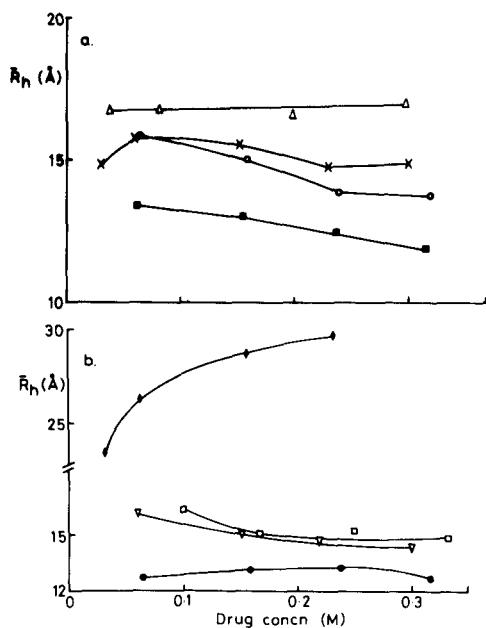 20
a.
R̄h (Å)
15
10
30
b.
R̄h (Å)
25
15
12
0
0·1
0·2
0·3
Drug concn (M)